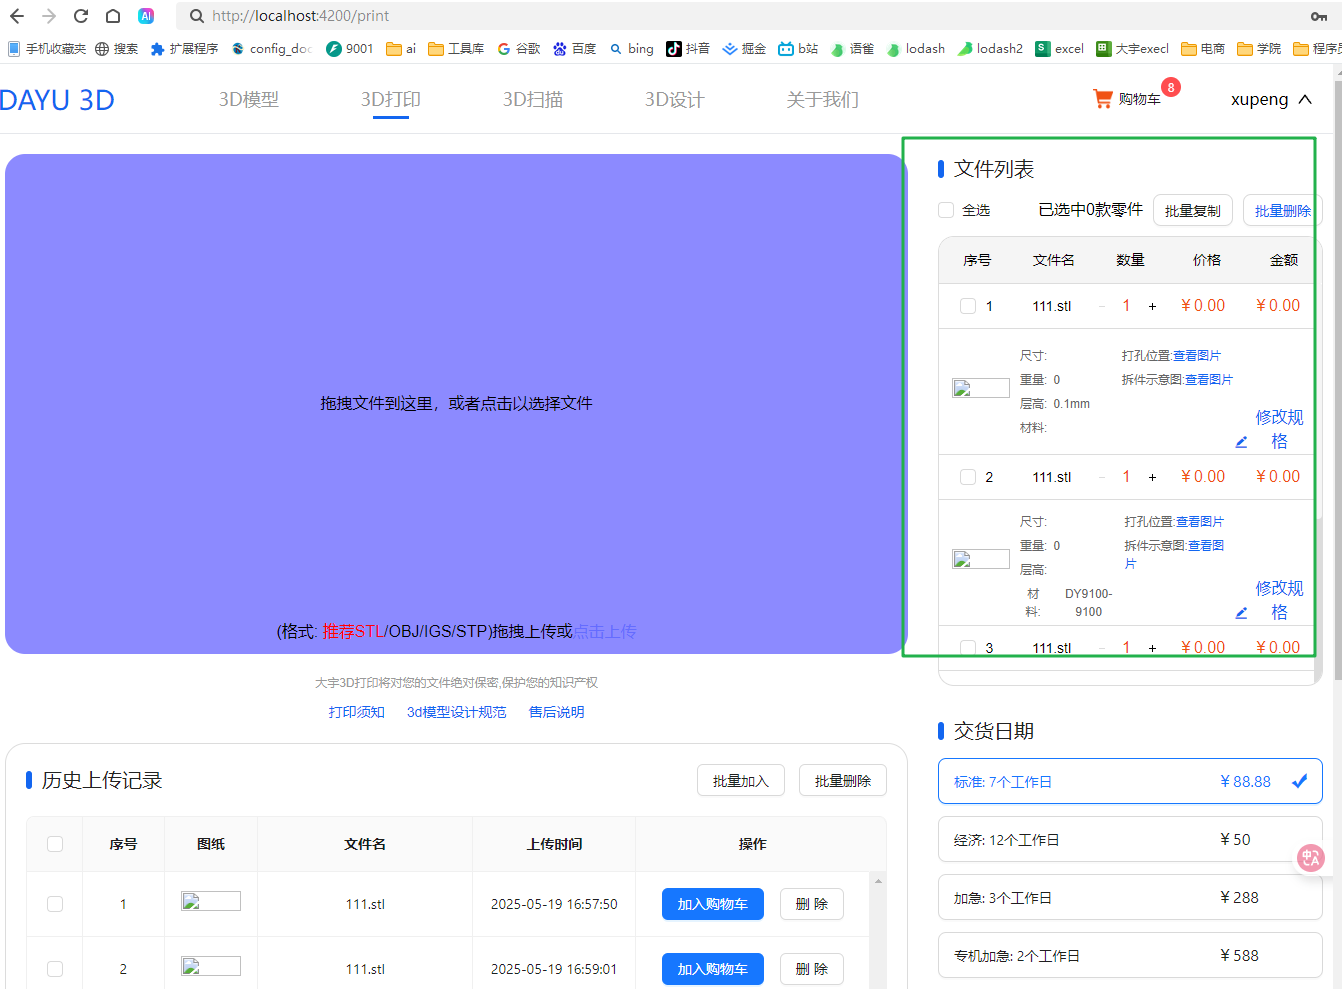 http://localhost:4200/print
手机收藏夹 搜索 扩展程序 config_doc 9001 ai 工具库 谷歌 百度 bing 抖音 掘金 b站 语雀 lodash lodash2 excel 大宇execl 电商 学院 程序员
DAYU 3D 3D模型 3D打印 3D扫描 3D设计 关于我们 购物车 8 xupeng
拖拽文件到这里，或者点击以选择文件
(格式: 推荐STL/OBJ/IGS/STP)拖拽上传或点击上传
大宇3D打印将对您的文件绝对保密,保护您的知识产权
打印须知 3d模型设计规范 售后说明
历史上传记录 批量加入 批量删除
序号 图纸 文件名 上传时间 操作
1 111.stl 2025-05-19 16:57:50 加入购物车 删 除
2 111.stl 2025-05-19 16:59:01 加入购物车 删 除
文件列表
全选 已选中0款零件 批量复制 批量删除
序号 文件名 数量 价格 金额
1 111.stl − 1 + ¥0.00 ¥0.00
尺寸: 打孔位置:查看图片
重量: 0 拆件示意图:查看图片
层高: 0.1mm
材料:
修改规
格
2 111.stl − 1 + ¥0.00 ¥0.00
尺寸: 打孔位置:查看图片
重量: 0 拆件示意图:查看图
片
层高:
材 DY9100-
料: 9100
修改规
格
3 111.stl − 1 + ¥0.00 ¥0.00
交货日期
标准: 7个工作日 ¥88.88
经济: 12个工作日 ¥50
加急: 3个工作日 ¥288
专机加急: 2个工作日 ¥588